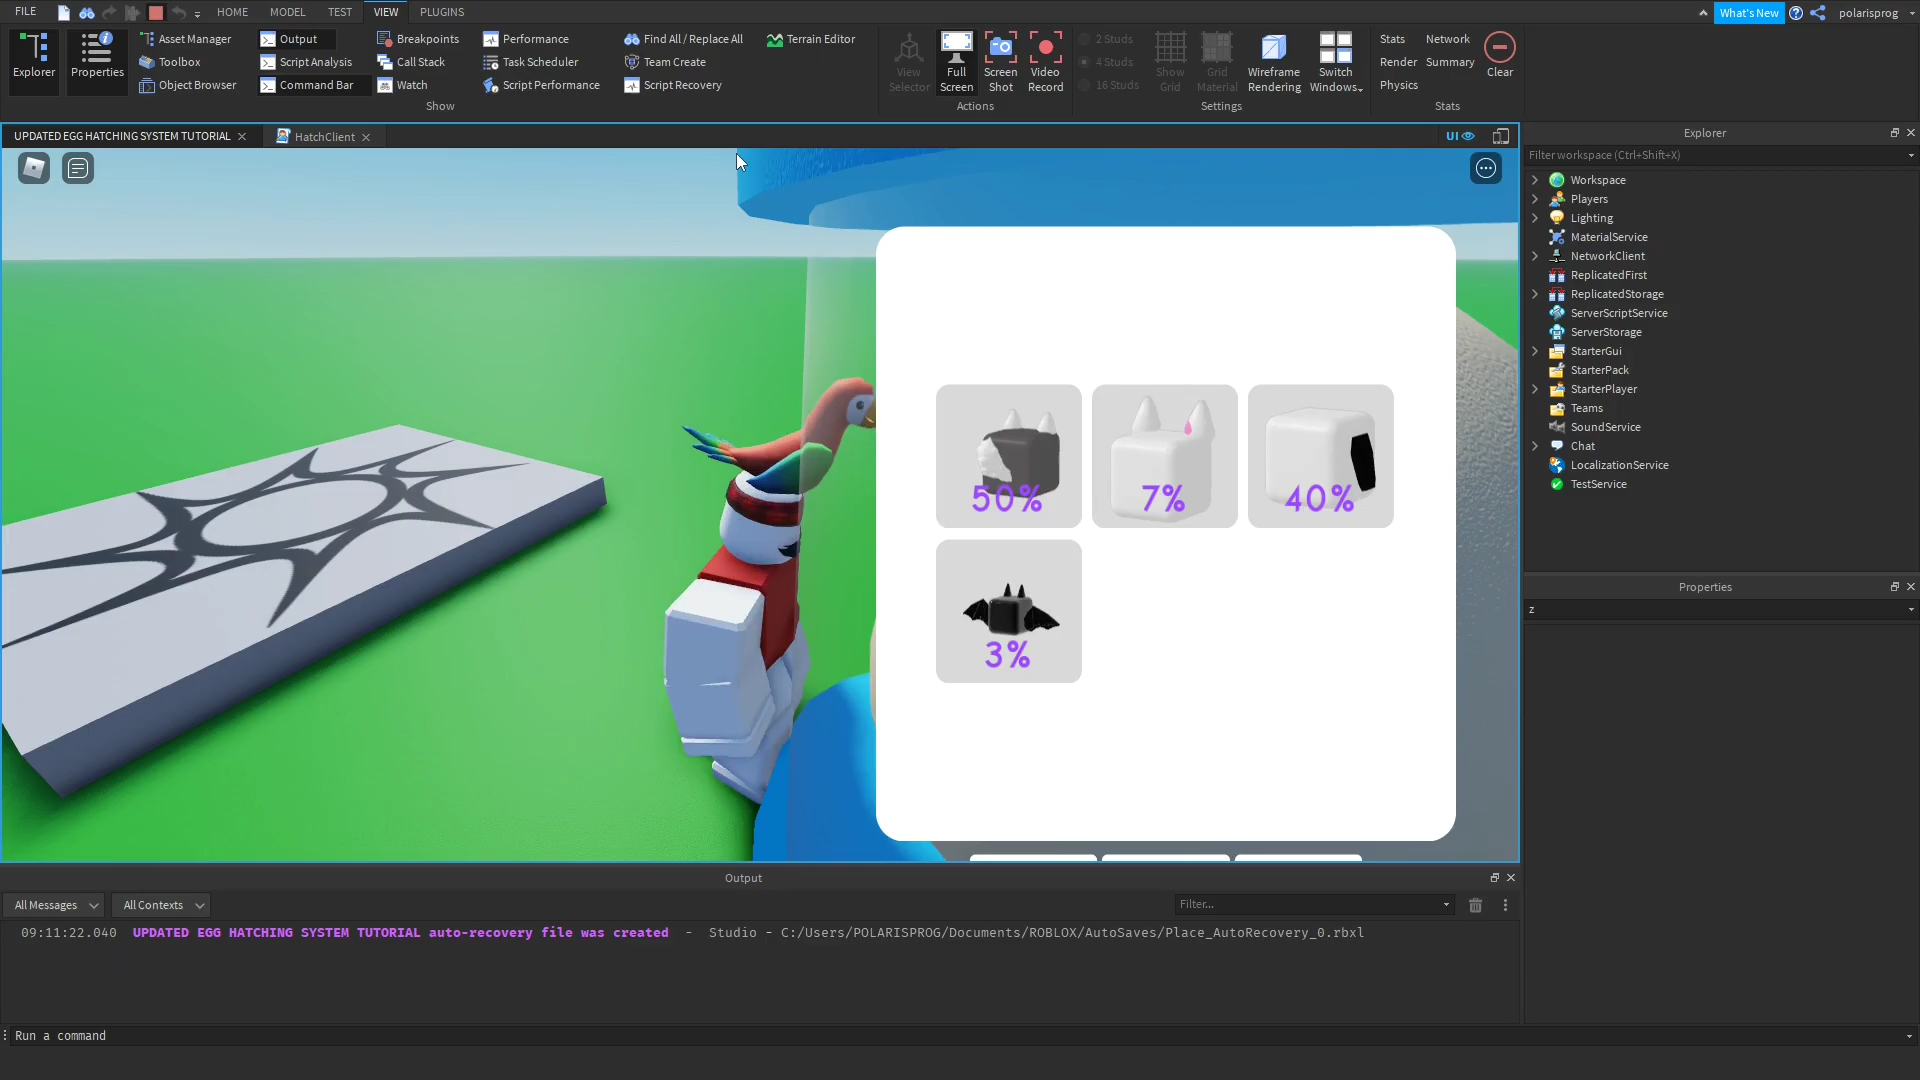 FILE
HOME
MODEL
TEST
VIEW
PLUGINS
What's New
polarisprog
Explorer
Properties
Asset Manager
Toolbox
Object Browser
Output
Script Analysis
Command Bar
Breakpoints
Call Stack
Watch
Performance
Task Scheduler
Script Performance
Find All / Replace All
Team Create
Script Recovery
Terrain Editor
Show
View
Selector
Full
Screen
Screen
Shot
Video
Record
Actions
2 Studs
4 Studs
16 Studs
Show
Grid
Grid
Material
Wireframe
Rendering
Switch
Windows
Settings
Stats
Render
Physics
Network
Summary
Clear
Stats
UPDATED EGG HATCHING SYSTEM TUTORIAL
HatchClient
UI
50%
7%
40%
3%
Explorer
Filter workspace (Ctrl+Shift+X)
Workspace
Players
Lighting
MaterialService
NetworkClient
ReplicatedFirst
ReplicatedStorage
ServerScriptService
ServerStorage
StarterGui
StarterPack
StarterPlayer
Teams
SoundService
Chat
LocalizationService
TestService
Properties
z
Output
All Messages
All Contexts
Filter...
09:11:22.040 UPDATED EGG HATCHING SYSTEM TUTORIAL auto-recovery file was created - Studio - C:/Users/POLARISPROG/Documents/ROBLOX/AutoSaves/Place_AutoRecovery_0.rbxl
Run a command